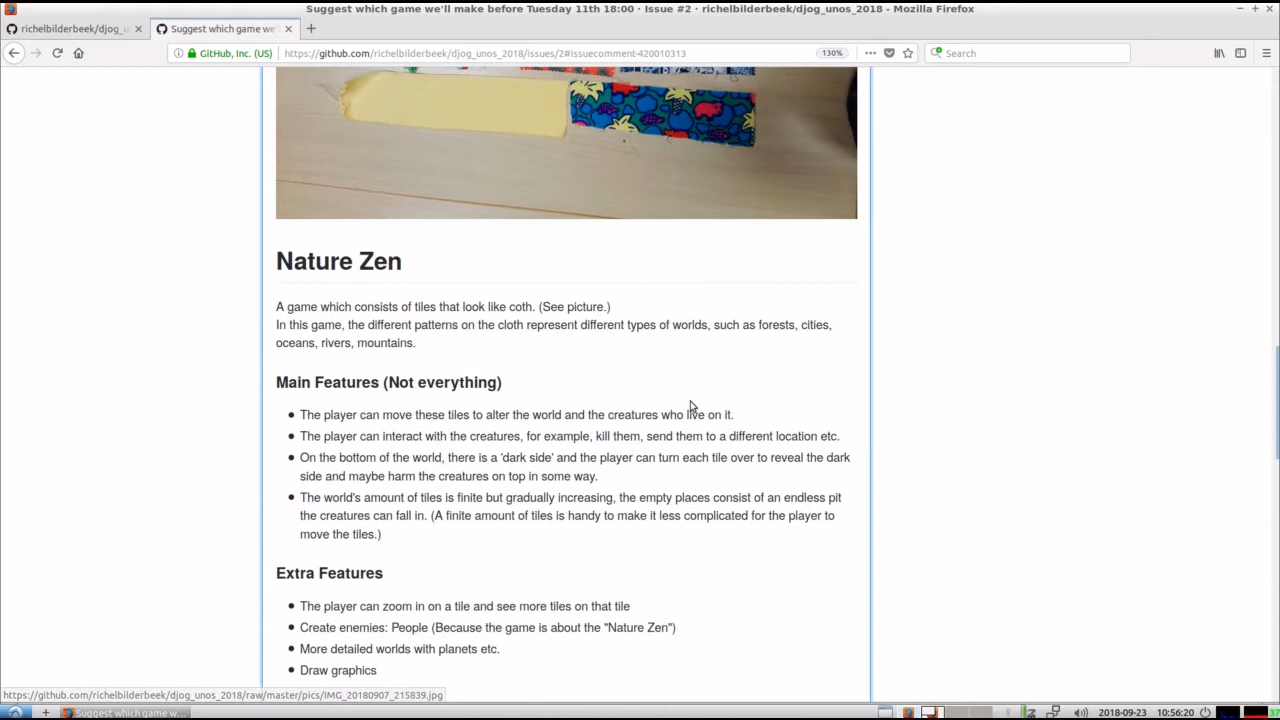 Suggest which game we'll make before Tuesday 11th 18:00 · Issue #2 · richelbilderbeek/djog_unos_2018 - Mozilla Firefox
richelbilderbeek/djog_u
Suggest which game we'
GitHub, Inc. (US)
https://github.com/richelbilderbeek/djog_unos_2018/issues/2#issuecomment-420010313
130%
Search
Nature Zen
A game which consists of tiles that look like coth. (See picture.)
In this game, the different patterns on the cloth represent different types of worlds, such as forests, cities,
oceans, rivers, mountains.
Main Features (Not everything)
The player can move these tiles to alter the world and the creatures who live on it.
The player can interact with the creatures, for example, kill them, send them to a different location etc.
On the bottom of the world, there is a 'dark side' and the player can turn each tile over to reveal the dark
side and maybe harm the creatures on top in some way.
The world's amount of tiles is finite but gradually increasing, the empty places consist of an endless pit
the creatures can fall in. (A finite amount of tiles is handy to make it less complicated for the player to
move the tiles.)
Extra Features
The player can zoom in on a tile and see more tiles on that tile
Create enemies: People (Because the game is about the "Nature Zen")
More detailed worlds with planets etc.
Draw graphics
https://github.com/richelbilderbeek/djog_unos_2018/raw/master/pics/IMG_20180907_215839.jpg
Suggest which game w...
2018-09-23 10:56:20